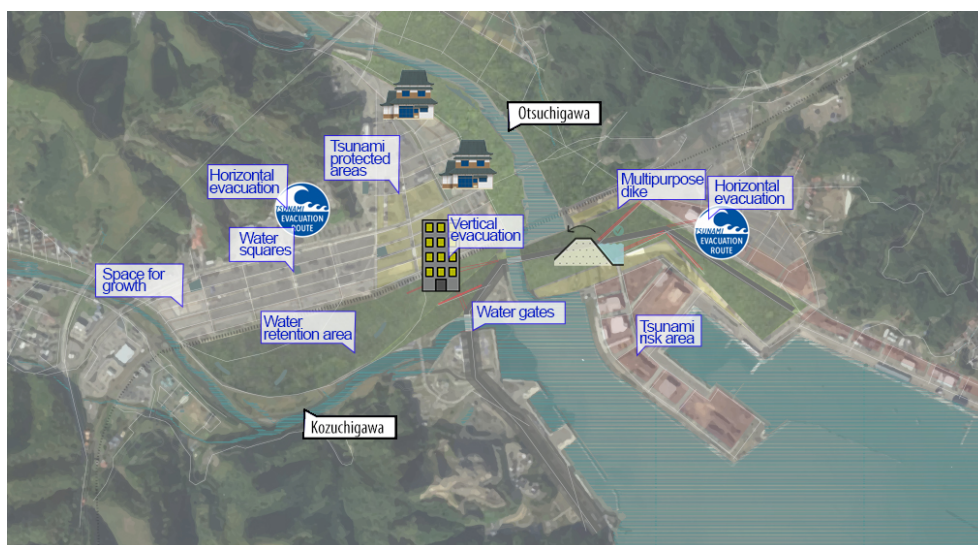 Otsuchigawa
Tsunami
protected
areas
Horizontal
evacuation
Multipurpose
dike
Horizontal
evacuation
TSUNAMI
EVACUATION
ROUTE
TSUNAMI
EVACUATION
ROUTE
Vertical
evacuation
Water
squares
Space for
growth
Water
retention area
Water gates
Tsunami
risk area
Kozuchigawa